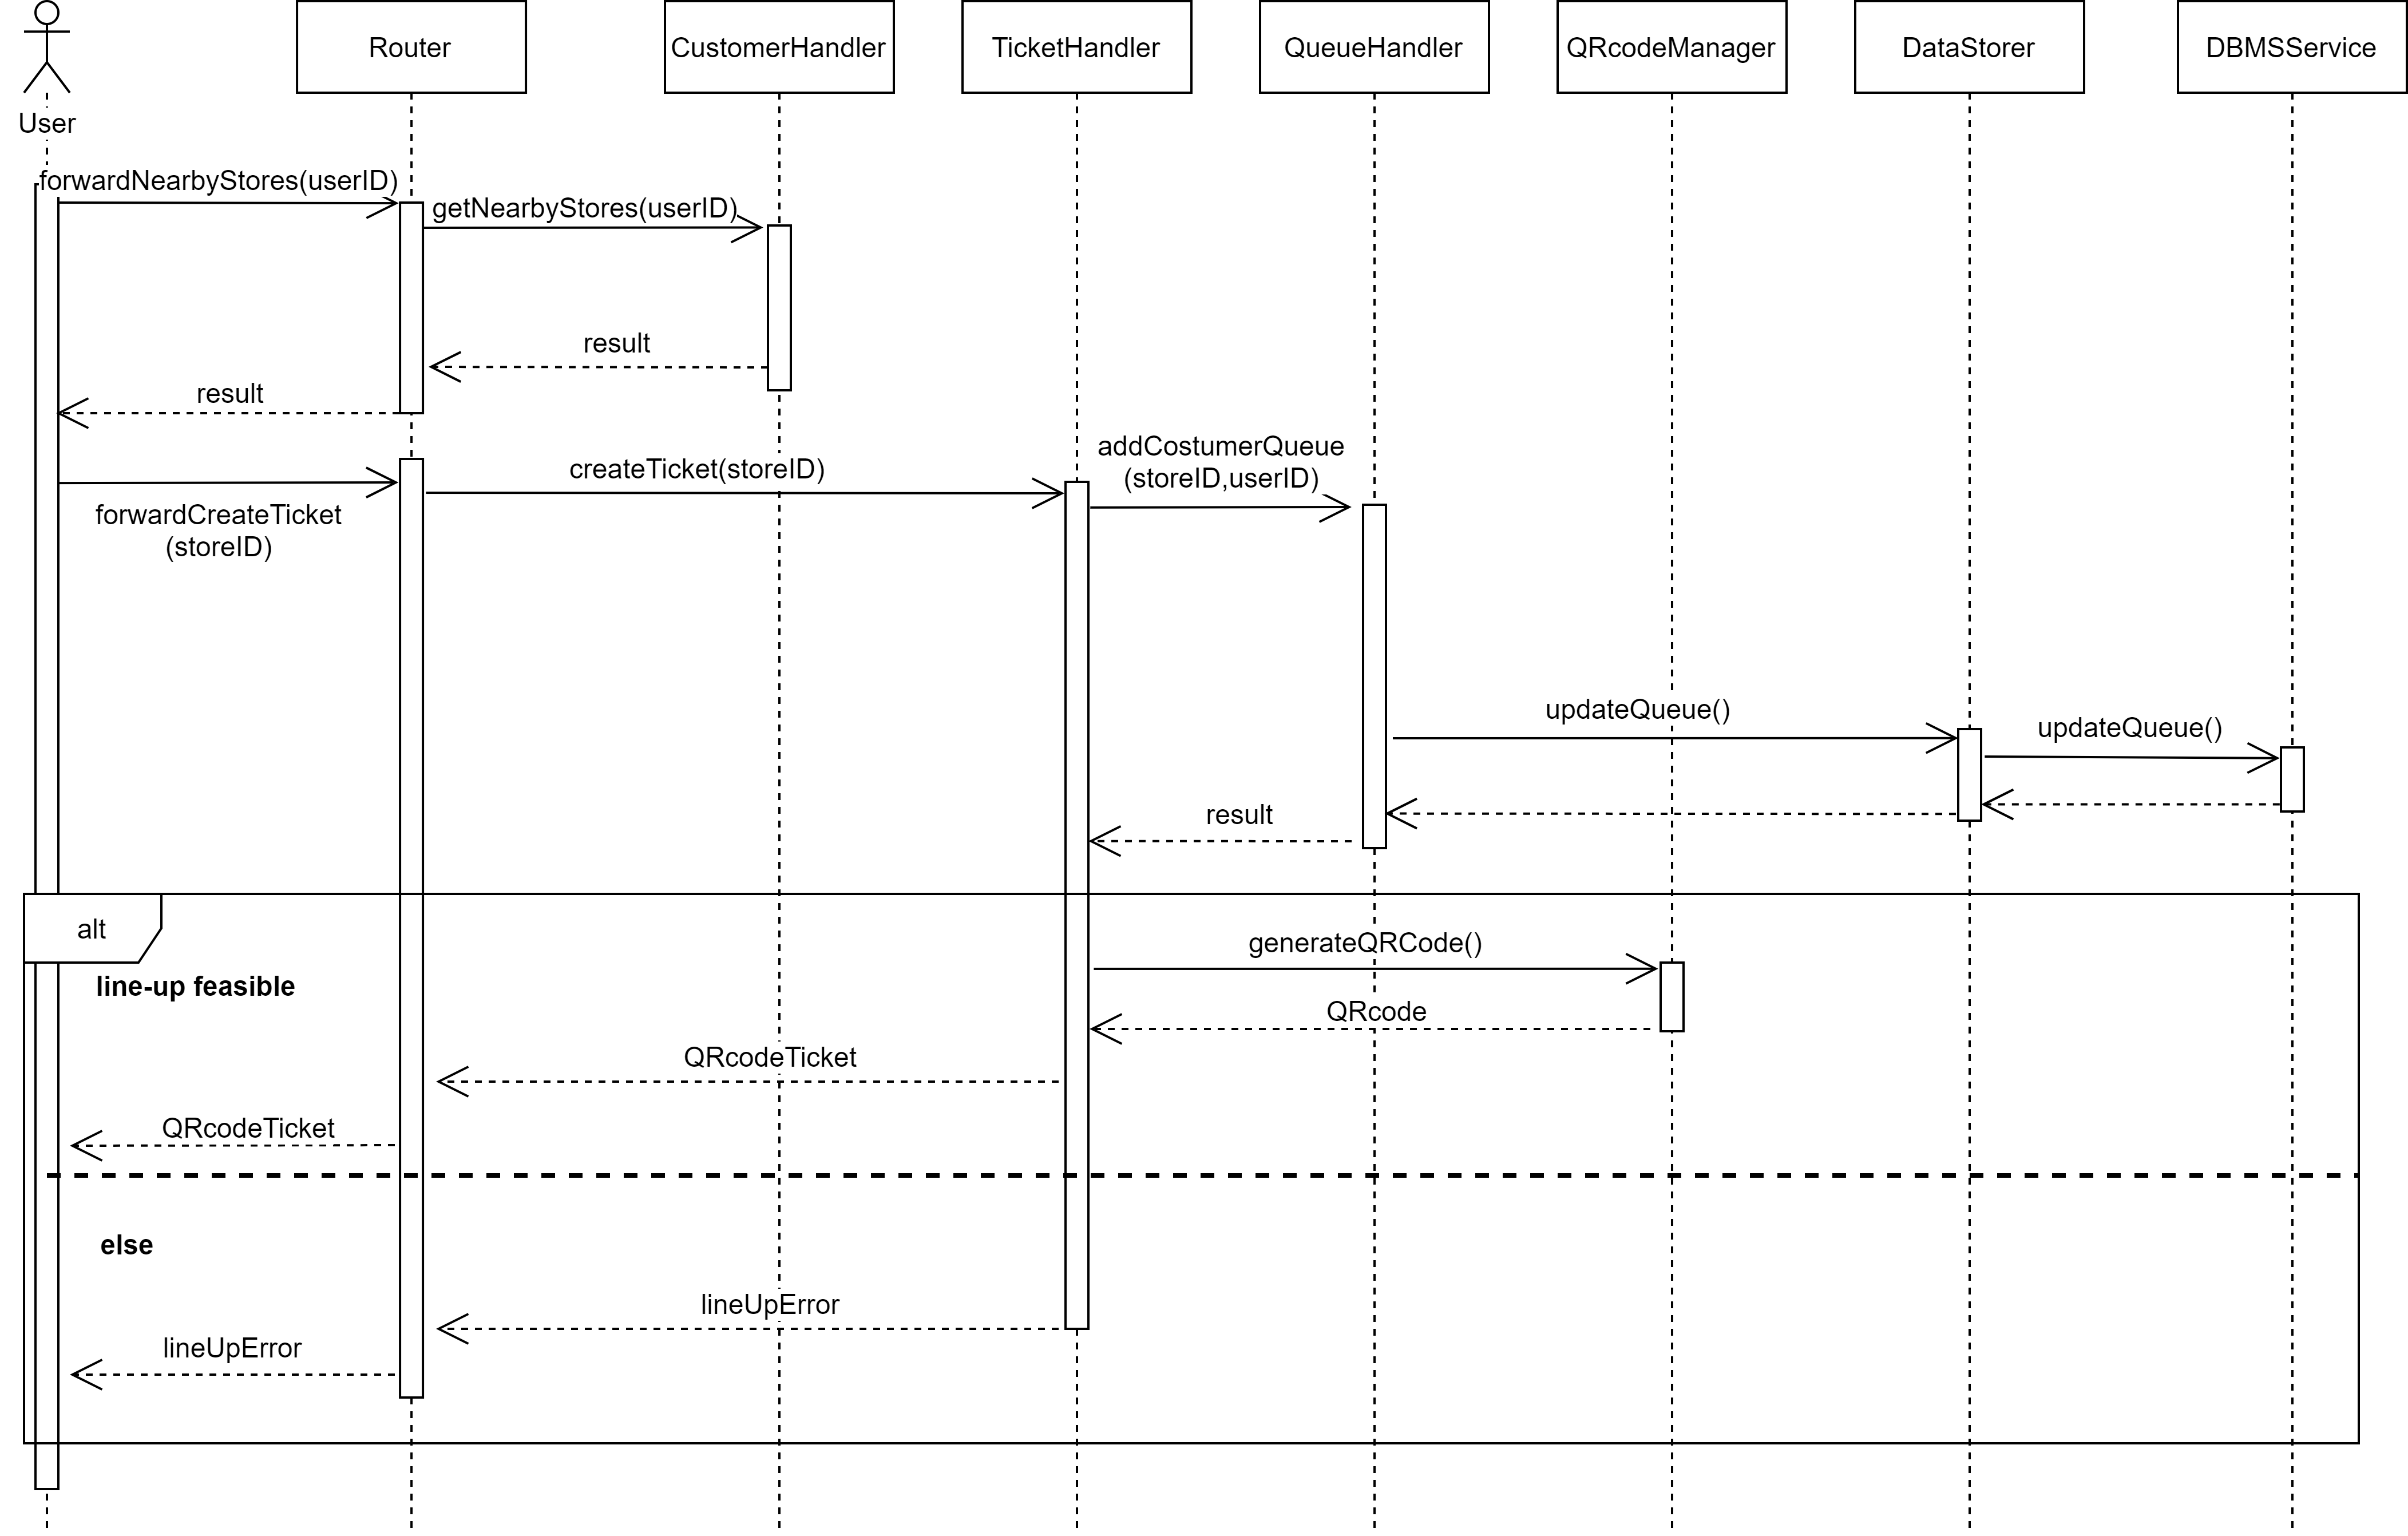 Router
CustomerHandler
TicketHandler
QueueHandler
QRcodeManager
DataStorer
DBMSService
User
forwardNearbyStores(userID)
getNearbyStores(userID)
result
result
addCostumerQueue
(storeID,userID)
createTicket(storeID)
forwardCreateTicket
(storeID)
updateQueue()
updateQueue()
result
alt
generateQRCode()
line-up feasible
QRcode
QRcodeTicket
QRcodeTicket
else
lineUpError
lineUpError